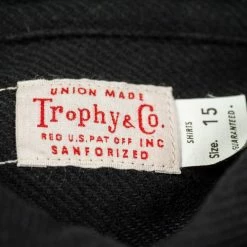 UNION MADE
Trophy & Co.
REG U.S. PAT OFF INC
SANFORIZED
SHIRTS
Size. 15
GUARANTEED